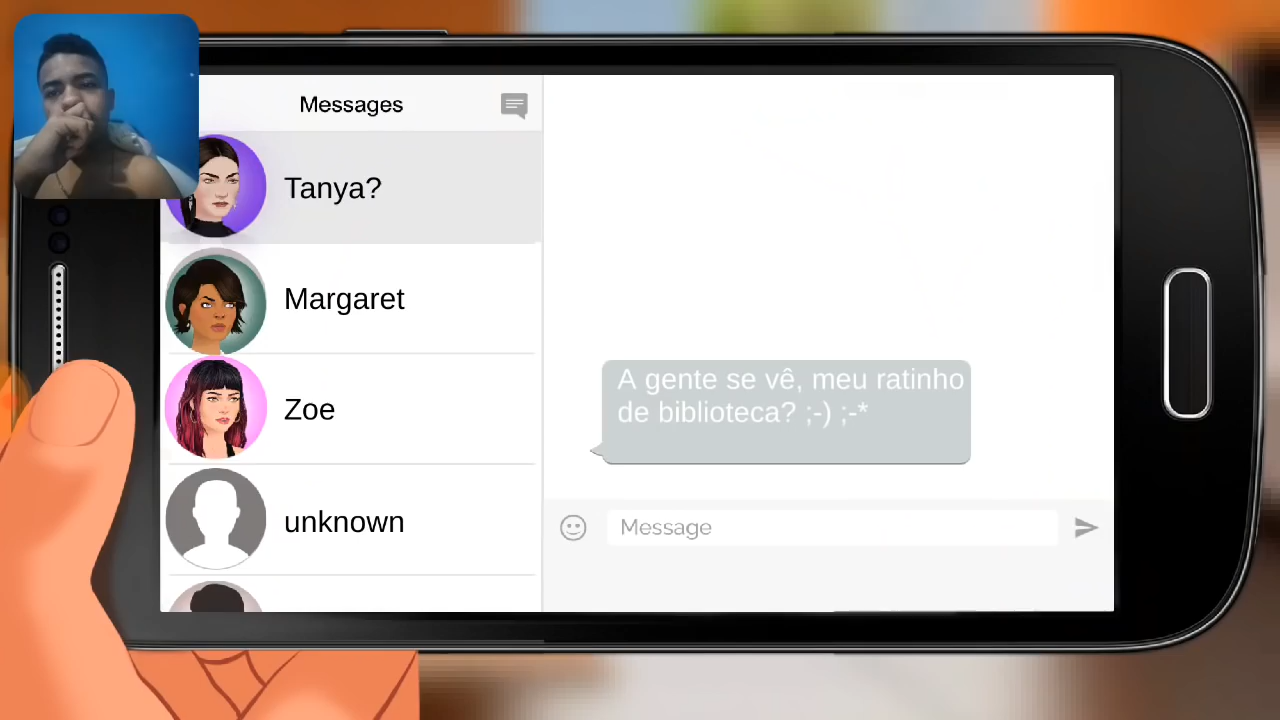 Messages
Tanya?
Margaret
Zoe
unknown
A gente se vê, meu ratinho
de biblioteca? ;-) ;-*
Message